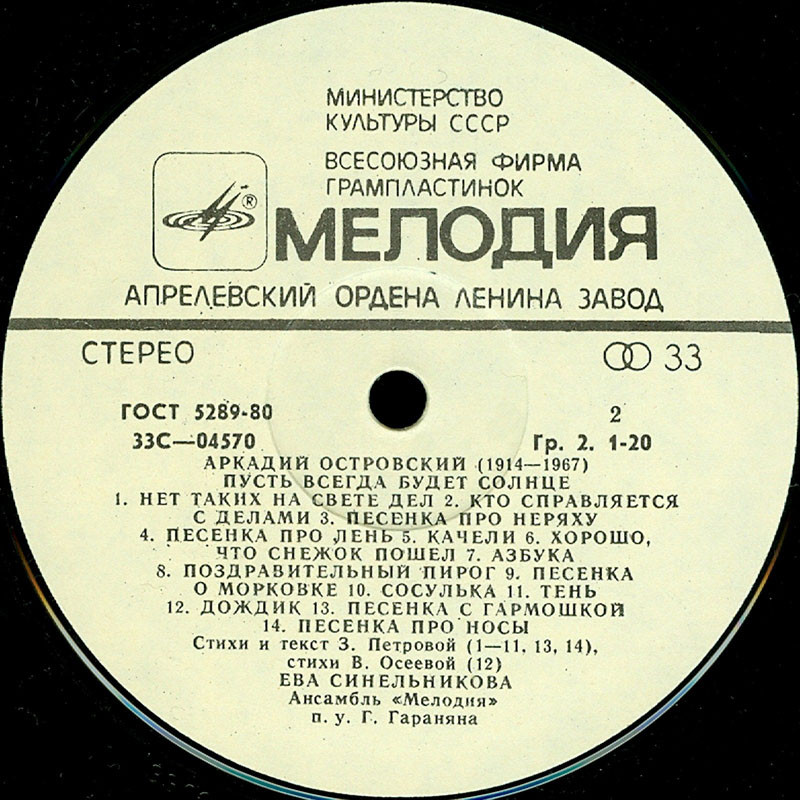 МИНИСТЕРСТВО
КУЛЬТУРЫ СССР
ВСЕСОЮЗНАЯ ФИРМА
ГРАМПЛАСТИНОК
®
МЕЛОДИЯ
АПРЕЛЕВСКИЙ ОРДЕНА ЛЕНИНА ЗАВОД
СТЕРЕО
33
ГОСТ 5289-80
2
33С—04570
Гр. 2. 1-20
АРКАДИЙ ОСТРОВСКИЙ (1914—1967)
ПУСТЬ ВСЕГДА БУДЕТ СОЛНЦЕ
1. НЕТ ТАКИХ НА СВЕТЕ ДЕЛ 2. КТО СПРАВЛЯЕТСЯ
С ДЕЛАМИ 3. ПЕСЕНКА ПРО НЕРЯХУ
4. ПЕСЕНКА ПРО ЛЕНЬ 5. КАЧЕЛИ 6. ХОРОШО,
ЧТО СНЕЖОК ПОШЕЛ 7. АЗБУКА
8. ПОЗДРАВИТЕЛЬНЫЙ ПИРОГ 9. ПЕСЕНКА
О МОРКОВКЕ 10. СОСУЛЬКА 11. ТЕНЬ
12. ДОЖДИК 13. ПЕСЕНКА С ГАРМОШКОЙ
14. ПЕСЕНКА ПРО НОСЫ
Стихи и текст З. Петровой (1—11, 13, 14),
стихи В. Осеевой (12)
ЕВА СИНЕЛЬНИКОВА
Ансамбль «Мелодия»
п. у. Г. Гараняна